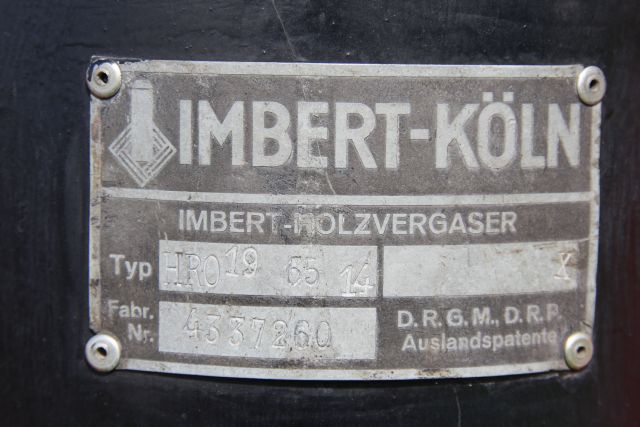 IMBERT-KÖLN
IMBERT-HOLZVERGASER
Typ HRO 19 65 14 X
Fabr. Nr. 4337260
D.R.G.M., D.R.P.
Auslandspatente